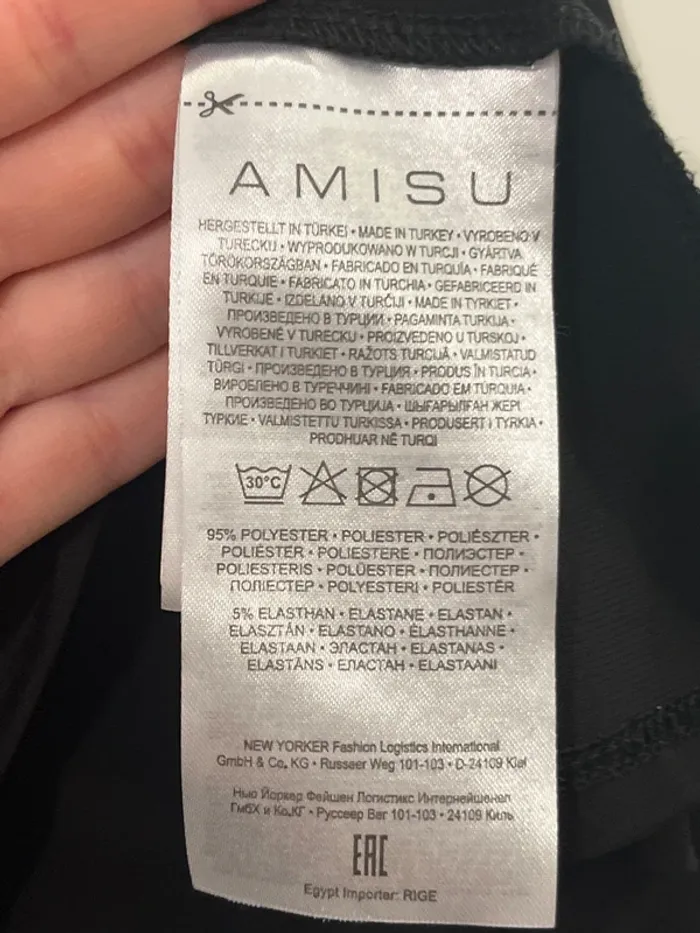 AMISU
HERGESTELLT IN TÜRKEI • MADE IN TURKEY • VYROBENO V
TURECKU • WYPRODUKOWANO W TURCJI • GYÁRTVA
TÖRÖKORSZÁGBAN • FABRICADO EN TURQUÍA • FABRIQUÉ
EN TURQUIE • FABRICATO IN TURCHIA • GEFABRICEERD IN
TURKIJE • IZDELANO V TURČIJI • MADE IN TYRKIET •
ПРОИЗВЕДЕНО В ТУРЦИИ • PAGAMINTA TURKIJA •
VYROBENÉ V TURECKU • PROIZVEDENO U TURSKOJ •
TILLVERKAT I TURKIET • RAŽOTS TURCIJĀ • VALMISTATUD
TÜRGI • ПРОИЗВЕДЕНО В ТУРЦИЯ • PRODUS ÎN TURCIA •
ВИРОБЛЕНО В ТУРЕЧЧИНІ • FABRICADO EM TURQUIA •
ПРОИЗВЕДЕНО ВО ТУРЦИЈА • ШЫҒАРЫЛҒАН ЖЕРІ
ТҮРКИЕ • VALMISTETTU TURKISSA • PRODUSERT I TYRKIA •
PRODHUAR NË TURQI
30°C
95% POLYESTER • POLIESTER • POLIÉSZTER •
POLIÉSTER • POLIESTERE • ПОЛИЭСТЕР •
POLIESTERIS • POLÜESTER • ПОЛИЕСТЕР •
ПОЛІЕСТЕР • POLYESTERI • POLIESTËR
5% ELASTHAN • ELASTANE • ELASTAN •
ELASZTÁN • ELASTANO • ÉLASTHANNE •
ELASTAAN • ЭЛАСТАН • ELASTANAS •
ELASTĀNS • ЕЛАСТАН • ELASTAANI
NEW YORKER Fashion Logistics International
GmbH & Co. KG • Russeer Weg 101-103 • D-24109 Kiel
Нью Йоркер Фейшен Логистикс Интернейшенал
ГмбХ и Ко.КГ • Руссеер Вег 101-103 • 24109 Киль
EAC
Egypt Importer: RIGE